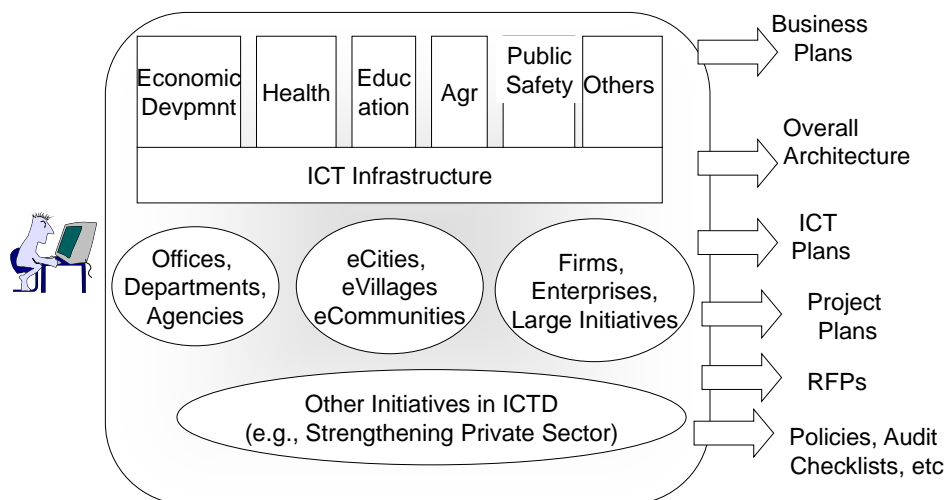 Economic
Devpmnt
Health
Educ
ation
Agr
Public
Safety
Others
ICT Infrastructure
Offices,
Departments,
Agencies
eCities,
eVillages
eCommunities
Firms,
Enterprises,
Large Initiatives
Other Initiatives in ICTD
(e.g., Strengthening Private Sector)
Business
Plans
Overall
Architecture
ICT
Plans
Project
Plans
RFPs
Policies, Audit
Checklists, etc